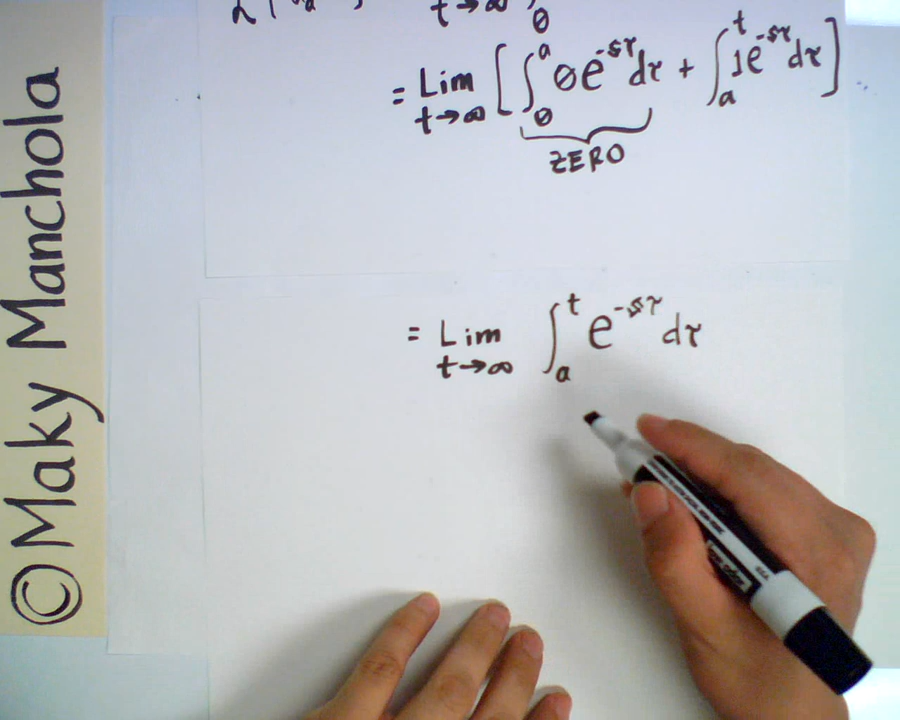 = Lim t→∞ [ ∫₀ᵃ 0e^{-sτ}dτ + ∫ₐᵗ 1e^{-sτ}dτ ]
ZERO
= Lim t→∞ ∫ₐᵗ e^{-sτ} dτ
©Maky Manchola